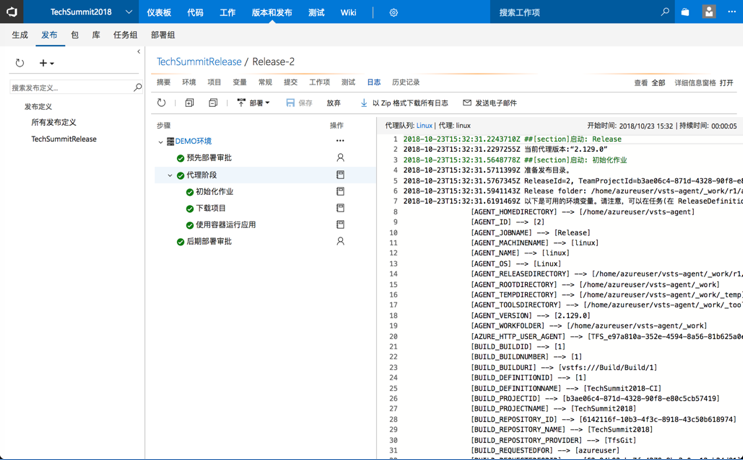 TechSummit2018 仪表板 代码 工作 版本和发布 测试 Wiki 搜索工作项
生成 发布 包 库 任务组 部署组
搜索发布定义...
发布定义
所有发布定义
TechSummitRelease
TechSummitRelease / Release-2
摘要 环境 项目 变量 常规 提交 工作项 测试 日志 历史记录 查看 全部 详细信息窗格 打开
部署 保存 放弃 以 Zip 格式下载所有日志 发送电子邮件
步骤 操作
DEMO环境
预先部署审批
代理阶段
初始化作业
下载项目
使用容器运行应用
后期部署审批
代理队列: Linux | 代理: linux 开始时间: 2018/10/23 15:32 | 持续时间: 00:00:05
1 2018-10-23T15:32:31.2243710Z ##[section]启动: Release
2 2018-10-23T15:32:31.2297255Z 当前代理版本:“2.129.0”
3 2018-10-23T15:32:31.5648778Z ##[section]启动: 初始化作业
4 2018-10-23T15:32:31.5711399Z 准备发布目录。
5 2018-10-23T15:32:31.5767345Z ReleaseId=2, TeamProjectId=b3ae06c4-871d-4328-90f8-e8
6 2018-10-23T15:32:31.5941143Z Release folder: /home/azureuser/vsts-agent/_work/r1/a
7 2018-10-23T15:32:31.6191469Z 以下是可用的环境变量。请注意，可以在任务(在 ReleaseDefinitio
8 [AGENT_HOMEDIRECTORY] --> [/home/azureuser/vsts-agent]
9 [AGENT_ID] --> [2]
10 [AGENT_JOBNAME] --> [Release]
11 [AGENT_MACHINENAME] --> [linux]
12 [AGENT_NAME] --> [linux]
13 [AGENT_OS] --> [Linux]
14 [AGENT_RELEASEDIRECTORY] --> [/home/azureuser/vsts-agent/_work/r1/
15 [AGENT_ROOTDIRECTORY] --> [/home/azureuser/vsts-agent/_work]
16 [AGENT_TEMPDIRECTORY] --> [/home/azureuser/vsts-agent/_work/_temp]
17 [AGENT_TOOLSDIRECTORY] --> [/home/azureuser/vsts-agent/_work/_too
18 [AGENT_VERSION] --> [2.129.0]
19 [AGENT_WORKFOLDER] --> [/home/azureuser/vsts-agent/_work]
20 [AZURE_HTTP_USER_AGENT] --> [TFS_e97a810a-352e-4594-8a56-81b625a0e
21 [BUILD_BUILDID] --> [1]
22 [BUILD_BUILDNUMBER] --> [1]
23 [BUILD_BUILDURI] --> [vstfs:///Build/Build/1]
24 [BUILD_DEFINITIONID] --> [1]
25 [BUILD_DEFINITIONNAME] --> [TechSummit2018-CI]
26 [BUILD_PROJECTID] --> [b3ae06c4-871d-4328-90f8-e80c5cb57419]
27 [BUILD_PROJECTNAME] --> [TechSummit2018]
28 [BUILD_REPOSITORY_ID] --> [6142116f-10b3-4f3c-8918-43c50b618974]
29 [BUILD_REPOSITORY_NAME] --> [TechSummit2018]
30 [BUILD_REPOSITORY_PROVIDER] --> [TfsGit]
31 [BUILD_REQUESTEDFOR] --> [azureuser]